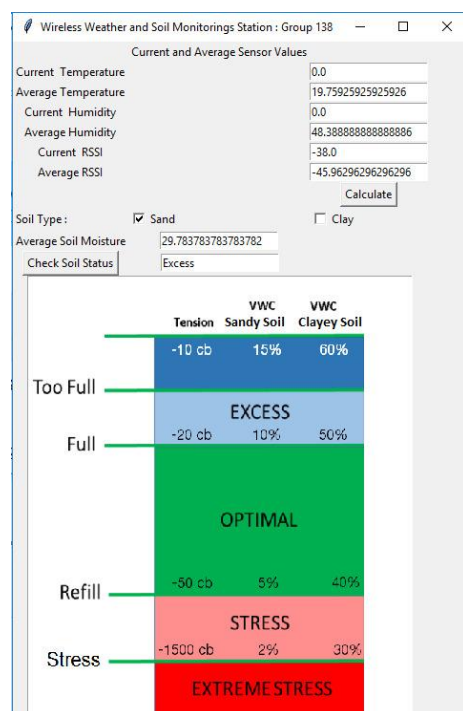 Wireless Weather and Soil Monitorings Station : Group 138
Current and Average Sensor Values
Current Temperature 0.0
Average Temperature 19.75925925925926
Current Humidity 0.0
Average Humidity 48.388888888888886
Current RSSI -38.0
Average RSSI -45.96296296296296
Calculate
Soil Type : Sand Clay
Average Soil Moisture 29.783783783783782
Check Soil Status Excess
VWC VWC
Tension Sandy Soil Clayey Soil
-10 cb 15% 60%
Too Full
EXCESS
Full -20 cb 10% 50%
OPTIMAL
Refill -50 cb 5% 40%
STRESS
Stress -1500 cb 2% 30%
EXTREME STRESS